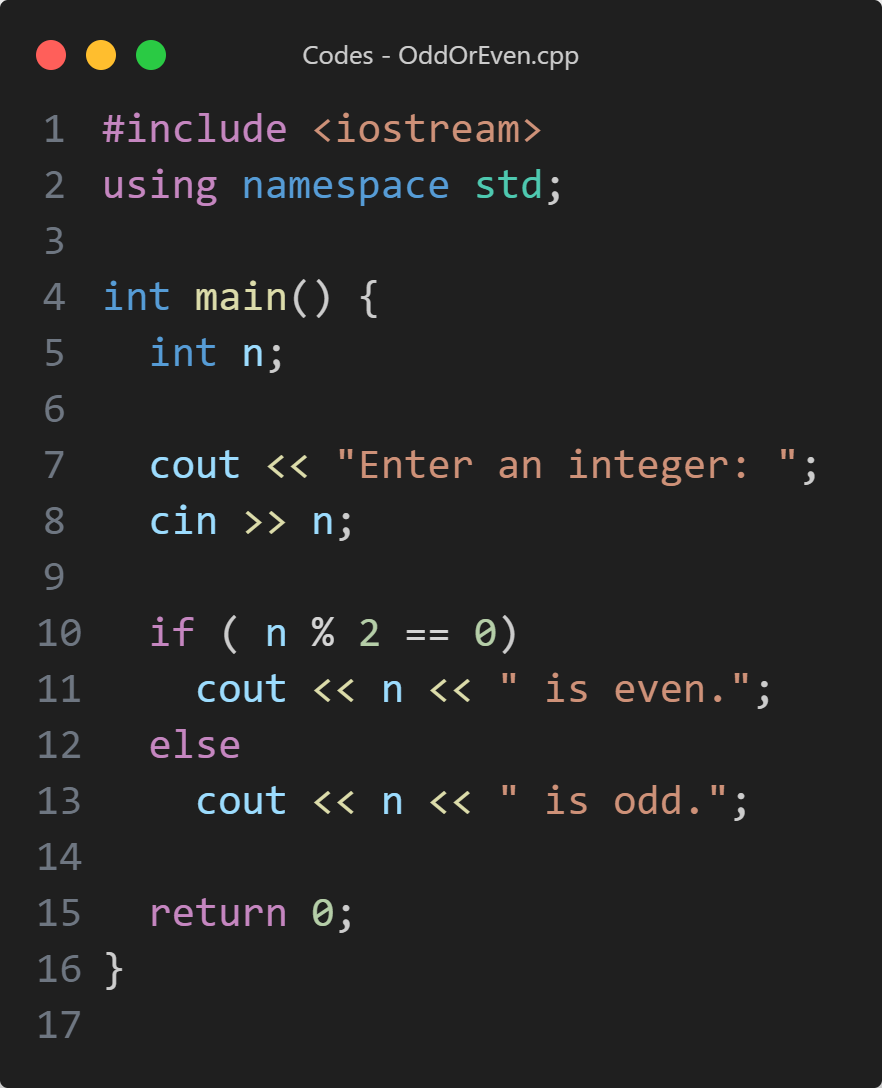 Codes - OddOrEven.cpp
1 #include <iostream>
2 using namespace std;
3
4 int main() {
5   int n;
6
7   cout << "Enter an integer: ";
8   cin >> n;
9
10   if ( n % 2 == 0)
11     cout << n << " is even.";
12   else
13     cout << n << " is odd.";
14
15   return 0;
16 }
17